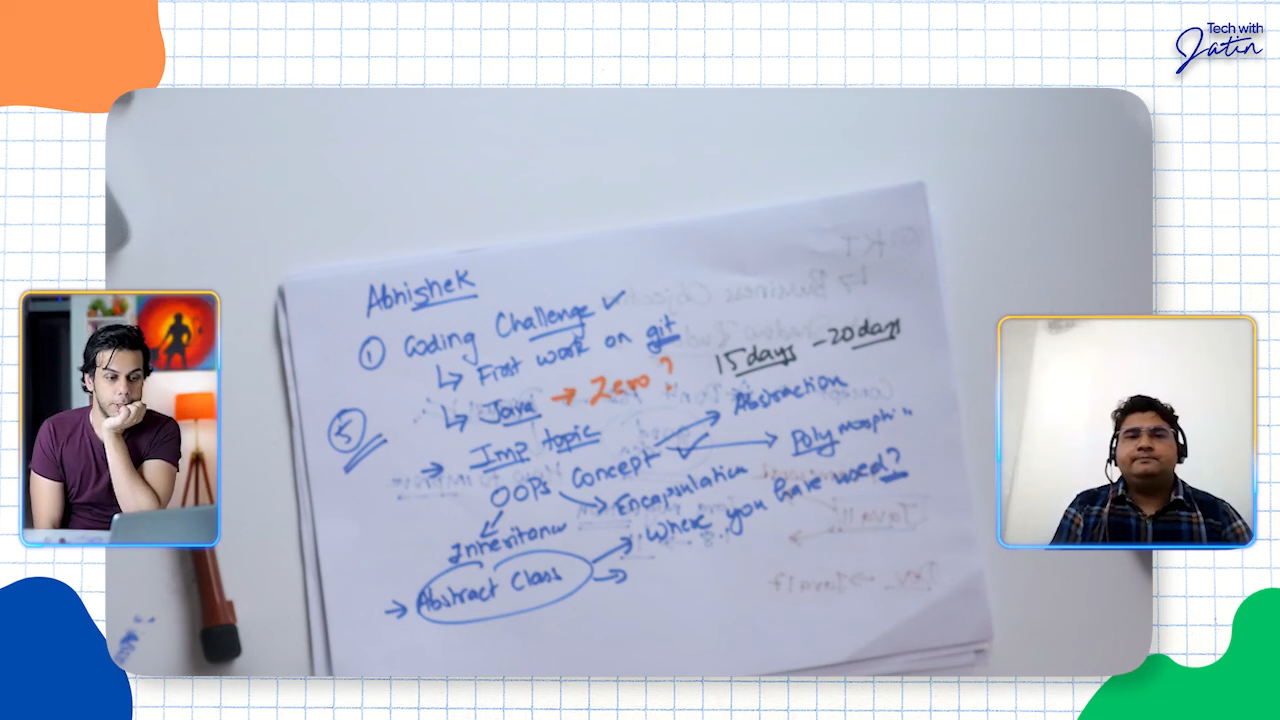 Tech with
Jatin
Abhishek
① Coding Challenge ✓
↳ First work on git
15 days - 20 days
↳ Java → Zero?
⑤
→ Imp topic
OOPs Concept
Abstraction
Polymorphi
Encapsulation
Inheritance
→ Abstract Class
→ Where you have used?